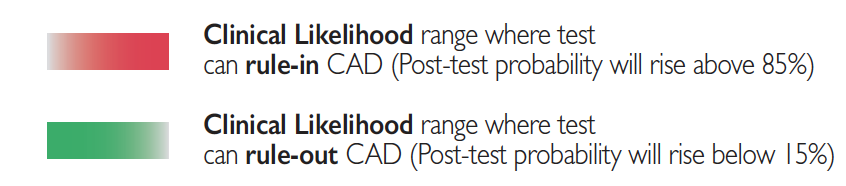 Clinical Likelihood range where test
can rule-in CAD (Post-test probability will rise above 85%)
Clinical Likelihood range where test
can rule-out CAD (Post-test probability will rise below 15%)